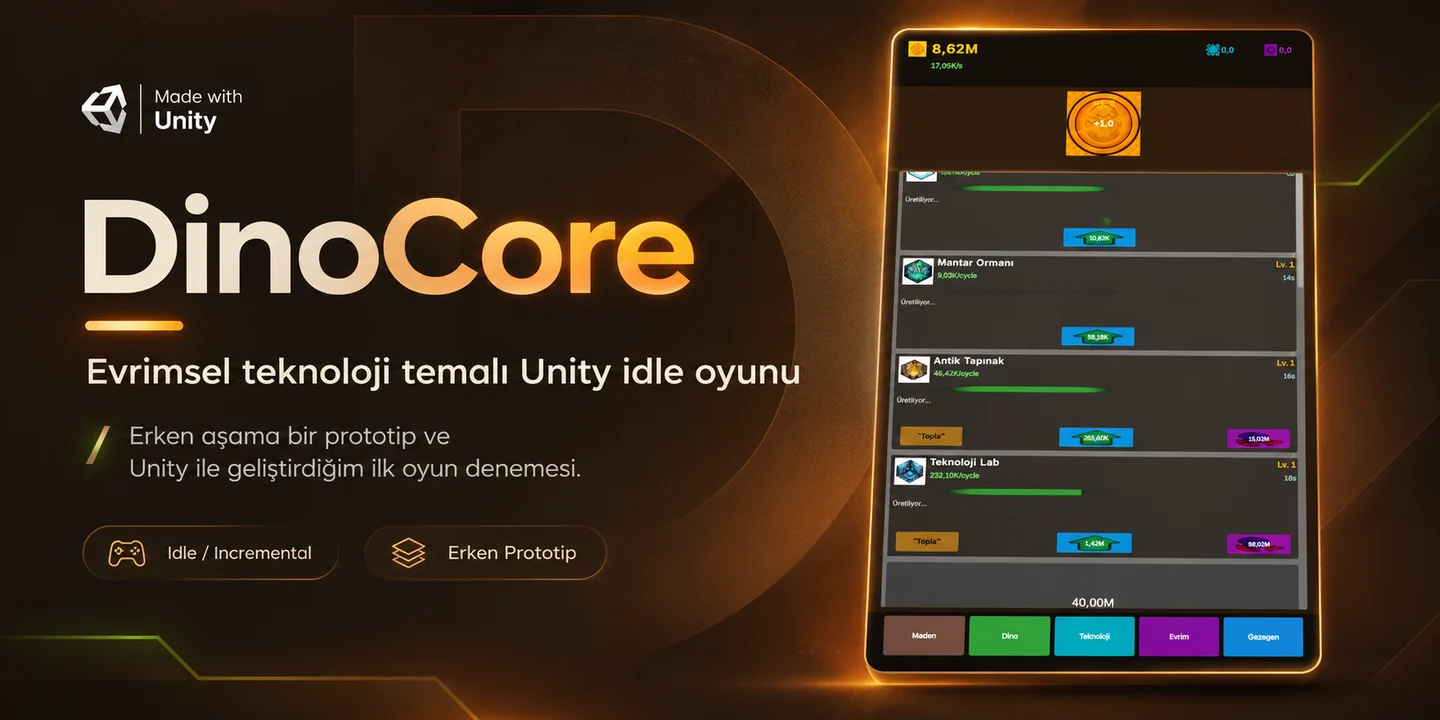 Made with
Unity
DinoCore
Evrimsel teknoloji temalı Unity idle oyunu
Erken aşama bir prototip ve
Unity ile geliştirdiğim ilk oyun denemesi.
Idle / Incremental
Erken Prototip
8,62M
17,05K/s
0,0
0,0
+1,0
Üretiliyor...
10,62K
Mantar Ormanı
Lv. 1
9,03K/cycle
14s
Üretiliyor...
Antik Tapınak
Lv. 1
46,42K/cycle
16s
Üretiliyor...
"Topla"
15,02M
Teknoloji Lab
Lv. 1
232,10K/cycle
18s
Üretiliyor...
"Topla"
1,42M
40,00M
Maden
Dino
Teknoloji
Evrim
Gezegen